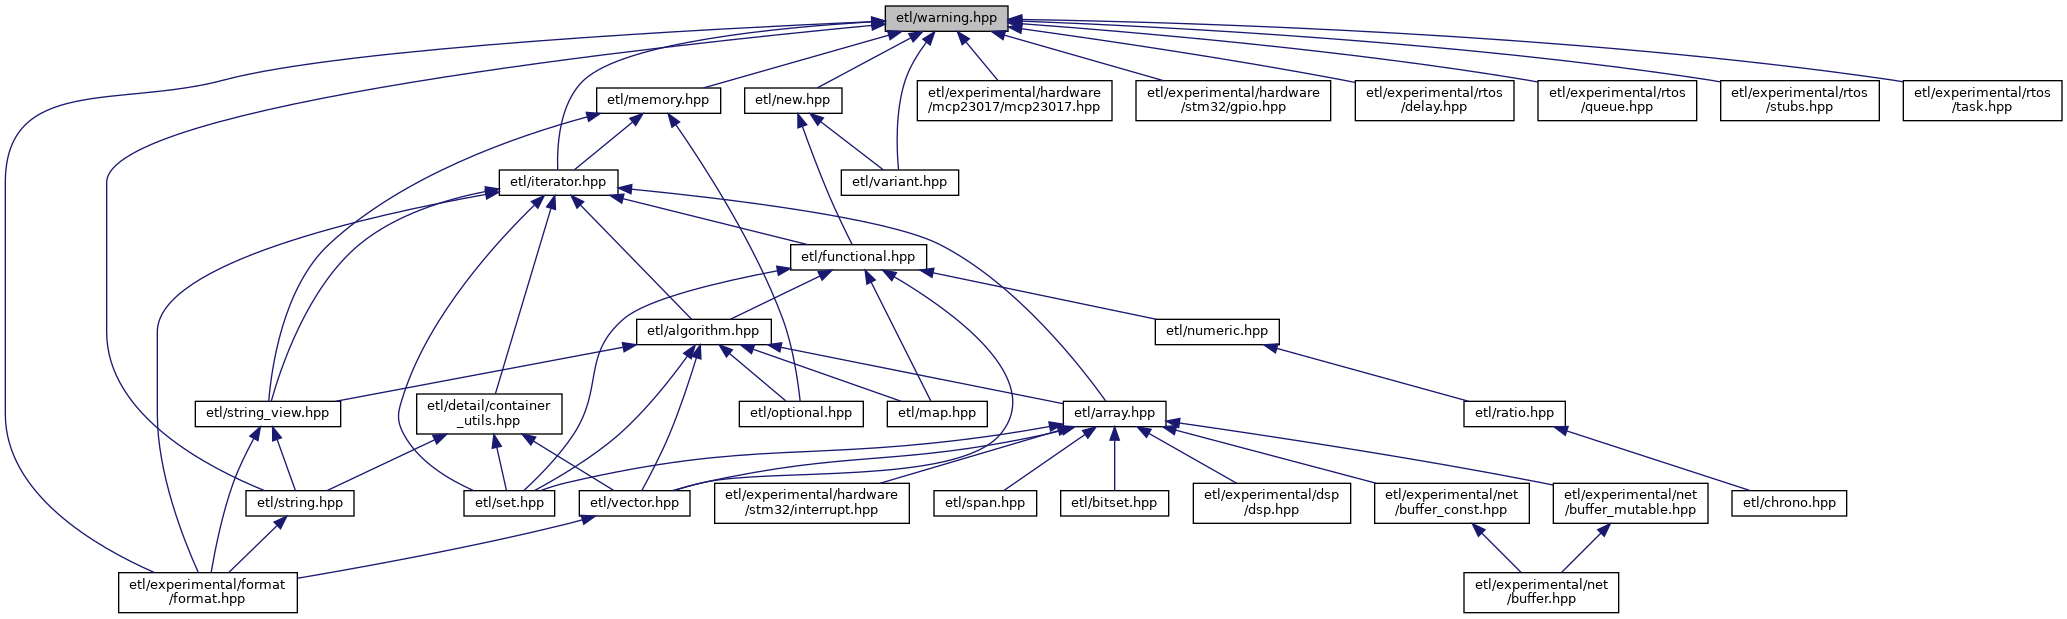 etl/warning.hpp
etl/memory.hpp
etl/new.hpp
etl/experimental/hardware
/mcp23017/mcp23017.hpp
etl/experimental/hardware
/stm32/gpio.hpp
etl/experimental/rtos
/delay.hpp
etl/experimental/rtos
/queue.hpp
etl/experimental/rtos
/stubs.hpp
etl/experimental/rtos
/task.hpp
etl/iterator.hpp
etl/variant.hpp
etl/functional.hpp
etl/algorithm.hpp
etl/numeric.hpp
etl/string_view.hpp
etl/detail/container
_utils.hpp
etl/optional.hpp
etl/map.hpp
etl/array.hpp
etl/ratio.hpp
etl/string.hpp
etl/set.hpp
etl/vector.hpp
etl/experimental/hardware
/stm32/interrupt.hpp
etl/span.hpp
etl/bitset.hpp
etl/experimental/dsp
/dsp.hpp
etl/experimental/net
/buffer_const.hpp
etl/experimental/net
/buffer_mutable.hpp
etl/chrono.hpp
etl/experimental/format
/format.hpp
etl/experimental/net
/buffer.hpp